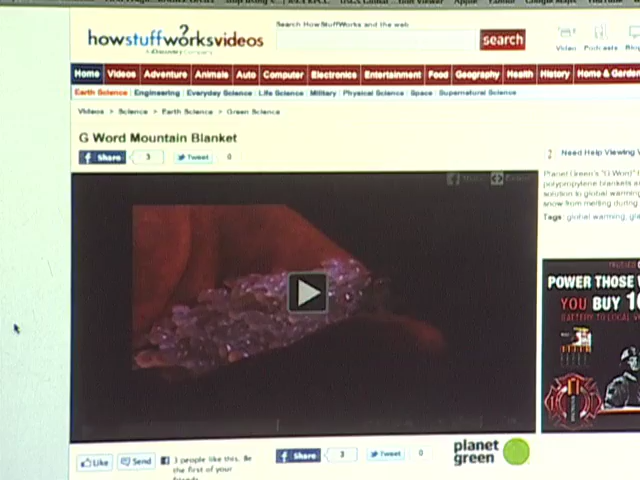 Search HowStuffWorks and the web
howstuffworksvideos
search
Video Podcasts
Home Videos Adventure Animals Auto Computer Electronics Entertainment Food Geography Health History Home & Garden
Earth Science Engineering Everyday Science Life Science Military Physical Science Space Supernatural Science
Videos > Science > Earth Science > Green Science
G Word Mountain Blanket
Share 3 Tweet 0
Need Help Viewing
Planet Green's "G Word"
polypropylene blankets
solution to global warming
snow from melting during
Tags: global warming,
POWER THOSE
YOU BUY
Like Send 3 people like this. Be
the first of your
friends.
Share 3 Tweet 0
planet
green